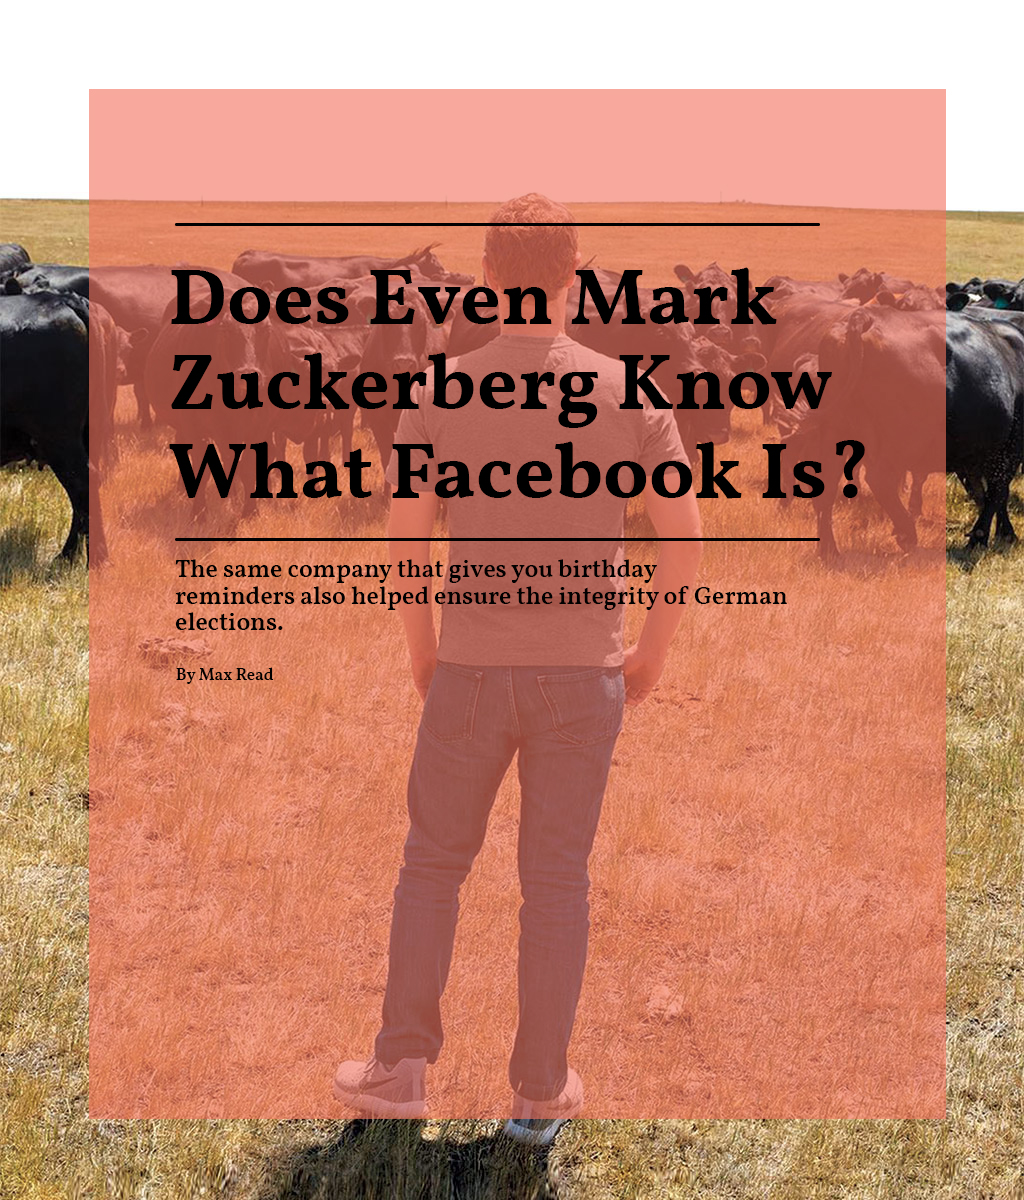 Does Even Mark
Zuckerberg Know
What Facebook Is?
The same company that gives you birthday
reminders also helped ensure the integrity of German
elections.
By Max Read